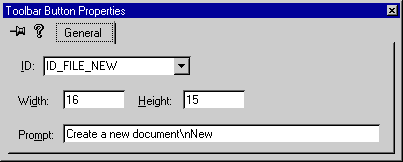 Toolbar Button Properties
General
ID: ID_FILE_NEW
Width: 16 Height: 15
Prompt: Create a new document\nNew